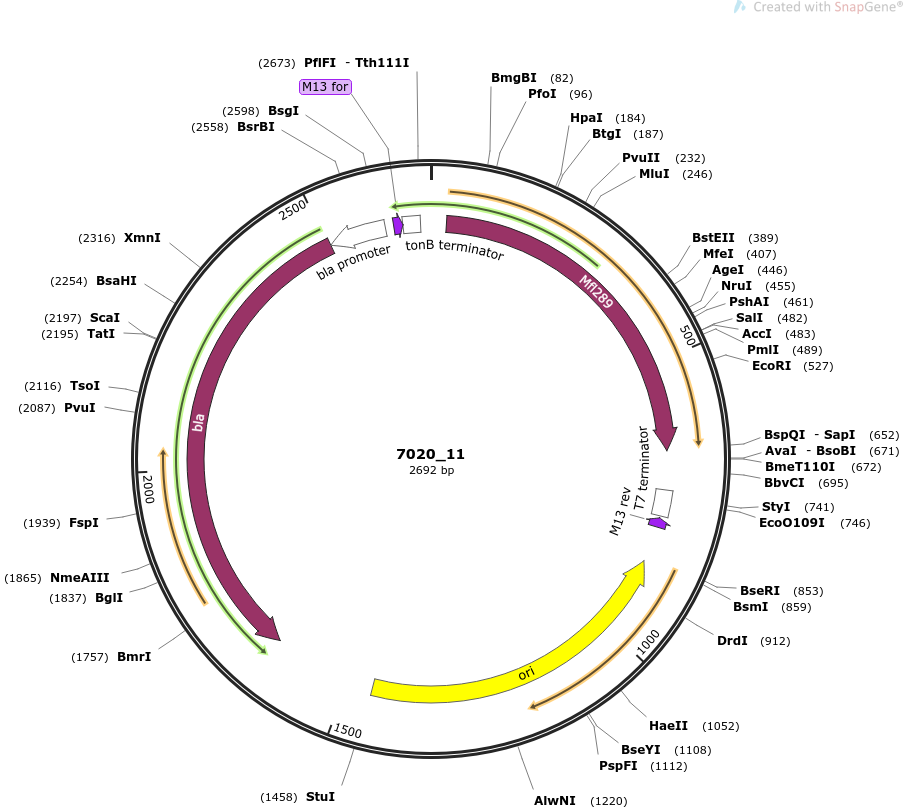 Created with SnapGene®
(2673) PflFI - Tth111I
M13 for
(2598) BsgI
(2558) BsrBI
BmgBI (82)
PfoI (96)
HpaI (184)
BtgI (187)
PvuII (232)
MluI (246)
2500
(2316) XmnI
(2254) BsaHI
(2197) ScaI
(2195) TatI
(2116) TsoI
(2087) PvuI
bla promoter
tonB terminator
Mfl289
BstEII (389)
MfeI (407)
AgeI (446)
NruI (455)
PshAI (461)
SalI (482)
AccI (483)
PmlI (489)
EcoRI (527)
500
bla
7020_11
2692 bp
T7 terminator
M13 rev
BspQI - SapI (652)
AvaI - BsoBI (671)
BmeT110I (672)
BbvCI (695)
StyI (741)
EcoO109I (746)
2000
(1939) FspI
(1865) NmeAIII
(1837) BglI
(1757) BmrI
BseRI (853)
BsmI (859)
DrdI (912)
1000
ori
HaeII (1052)
BseYI (1108)
PspFI (1112)
1500
(1458) StuI
AlwNI (1220)